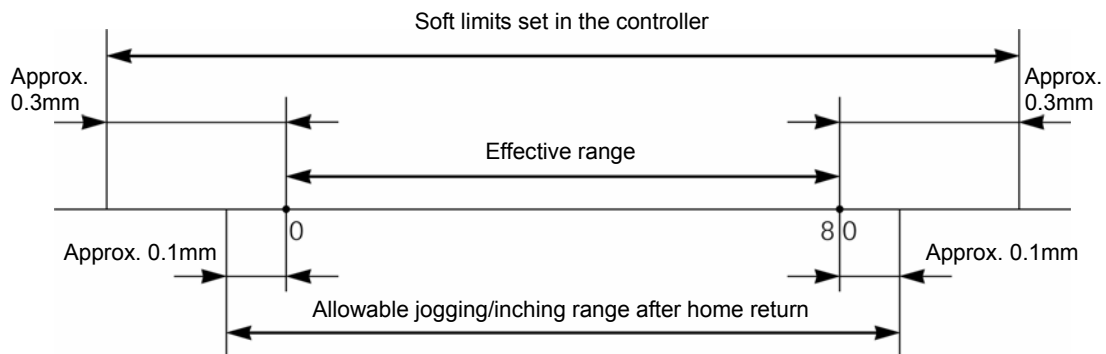 Soft limits set in the controller
Approx.
0.3mm
Approx.
0.3mm
Effective range
0
80
Approx. 0.1mm
Approx. 0.1mm
Allowable jogging/inching range after home return